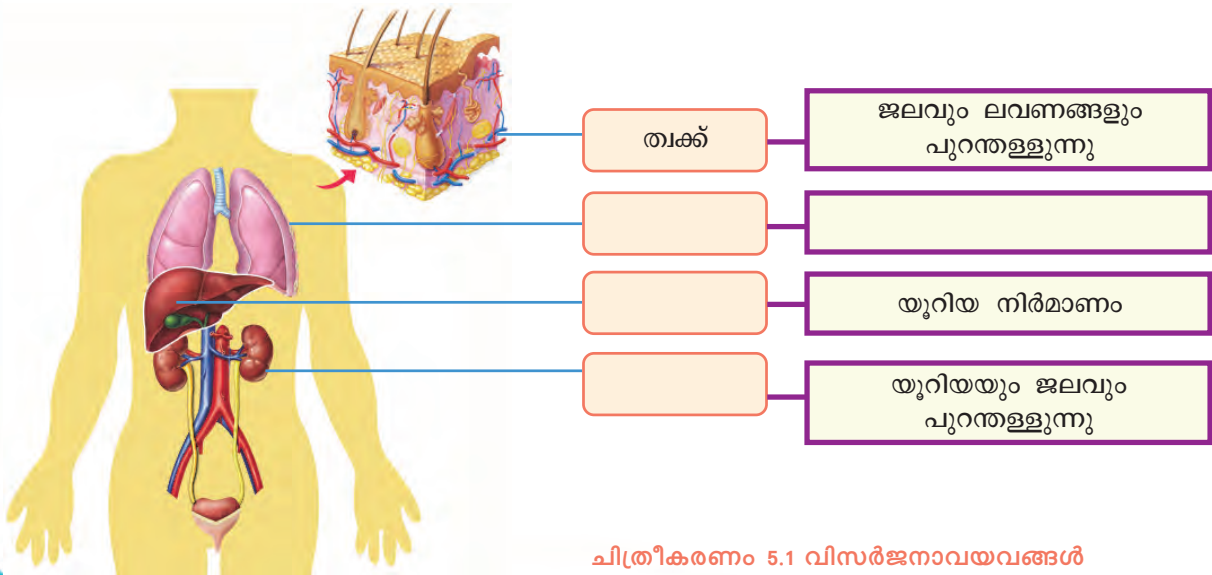 ത്വക്ക്
ജലവും ലവണങ്ങളും
പുറന്തള്ളുന്നു
യൂറിയ നിർമാണം
യൂറിയയും ജലവും
പുറന്തള്ളുന്നു
ചിത്രീകരണം 5.1 വിസർജനാവയവങ്ങൾ